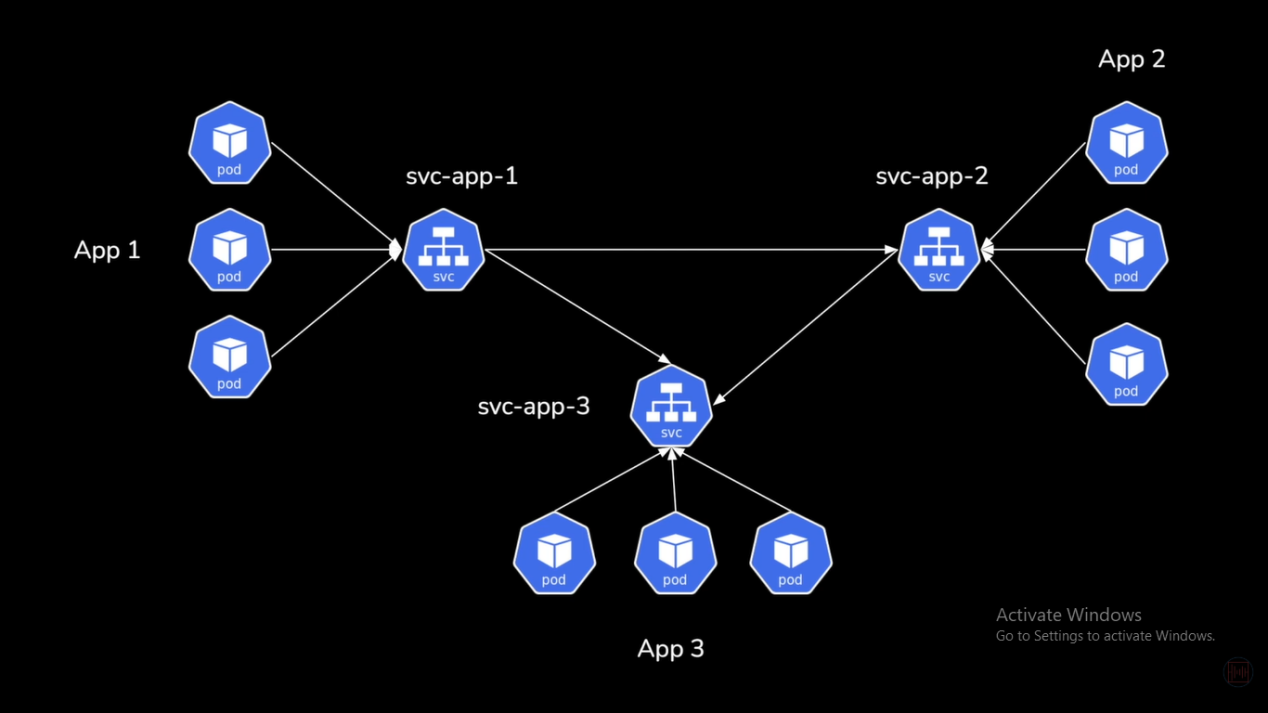 App 2
pod
pod
svc-app-1
svc-app-2
App 1
pod
svc
svc
pod
pod
svc-app-3
svc
pod
pod
pod
pod
App 3
Activate Windows
Go to Settings to activate Windows.